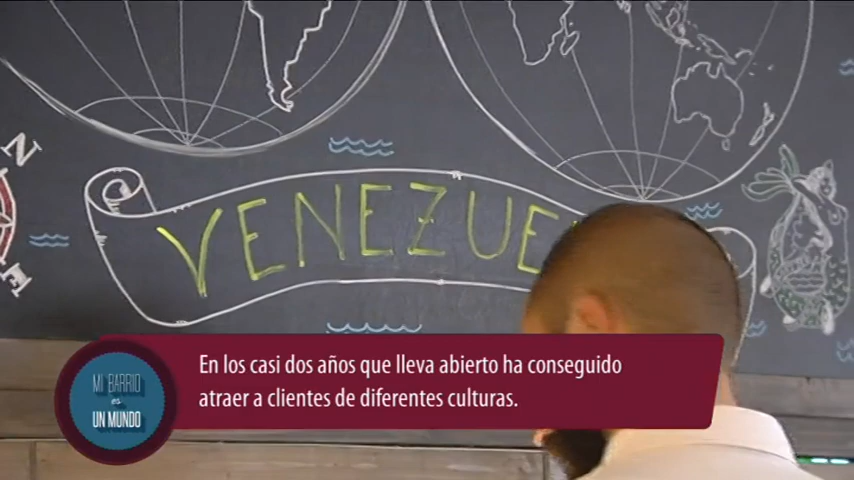 N
E
VENEZUE
En los casi dos años que lleva abierto ha conseguido
atraer a clientes de diferentes culturas.
MI BARRIO
es
UN MUNDO